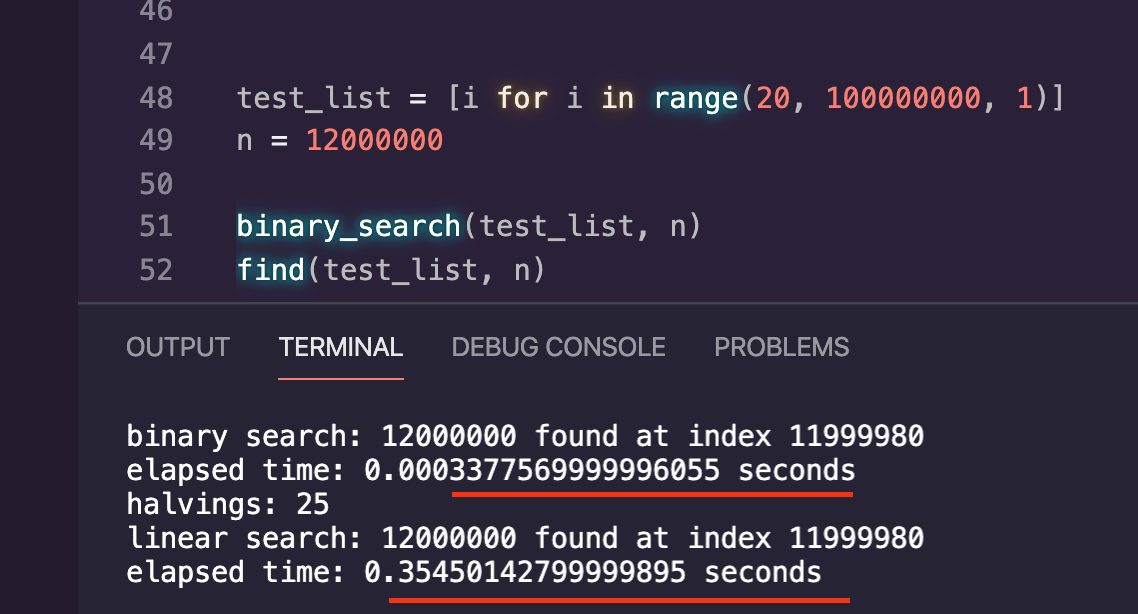 46
47
48 test_list = [i for i in range(20, 100000000, 1)]
49 n = 12000000
50
51 binary_search(test_list, n)
52 find(test_list, n)
OUTPUT TERMINAL DEBUG CONSOLE PROBLEMS
binary search: 12000000 found at index 11999980
elapsed time: 0.0003377569999996055 seconds
halvings: 25
linear search: 12000000 found at index 11999980
elapsed time: 0.35450142799999895 seconds